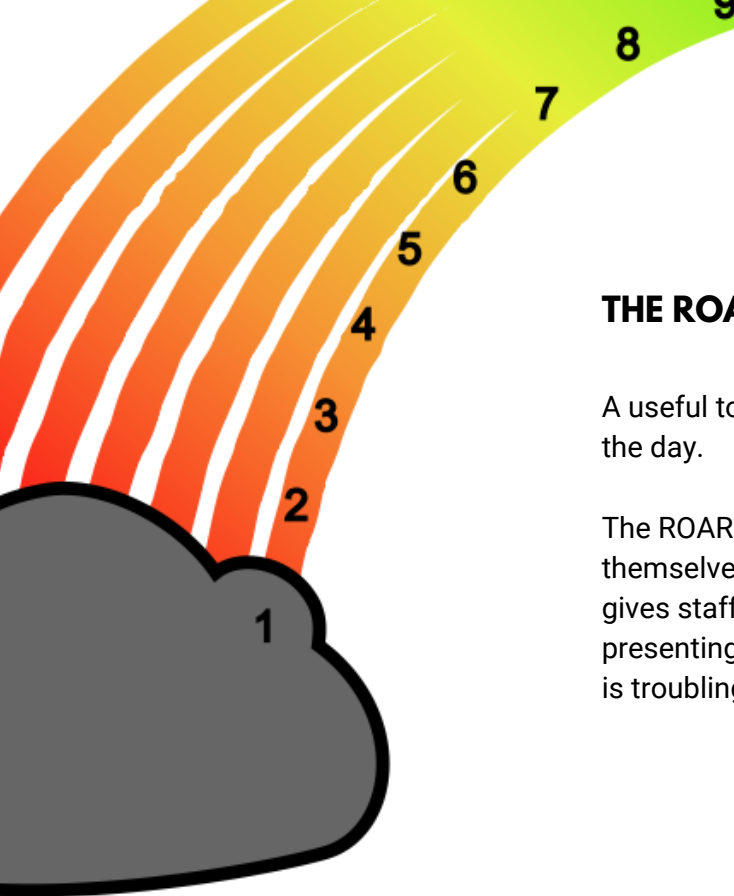 9
8
7
6
5
4
3
2
1
THE ROA
A useful to
the day.
The ROAR
themselve
gives staff
presenting
is troubling